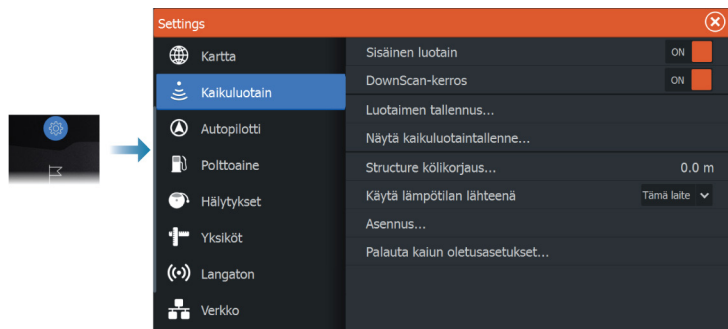 Settings
Kartta
Kaikuluotain
Autopilotti
Polttoaine
Hälytykset
Yksiköt
Langaton
Verkko
Sisäinen luotain ON
DownScan-kerros ON
Luotaimen tallennus...
Näytä kaikuluotaintallenne...
Structure kölikorjaus... 0.0 m
Käytä lämpötilan lähteenä Tämä laite
Asennus...
Palauta kaiun oletusasetukset...